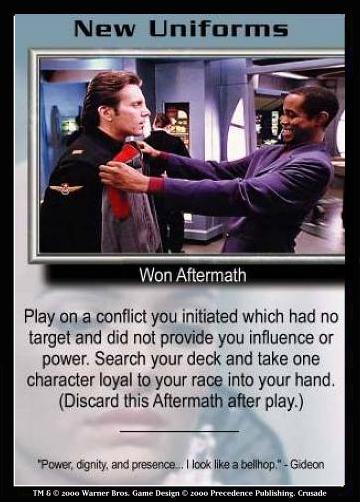 New Uniforms
Won Aftermath
Play on a conflict you initiated which had no
target and did not provide you influence or
power. Search your deck and take one
character loyal to your race into your hand.
(Discard this Aftermath after play.)
"Power, dignity, and presence... I look like a bellhop." - Gideon
TM & © 2000 Warner Bros. Game Design © 2000 Precedence Publishing. Crusade